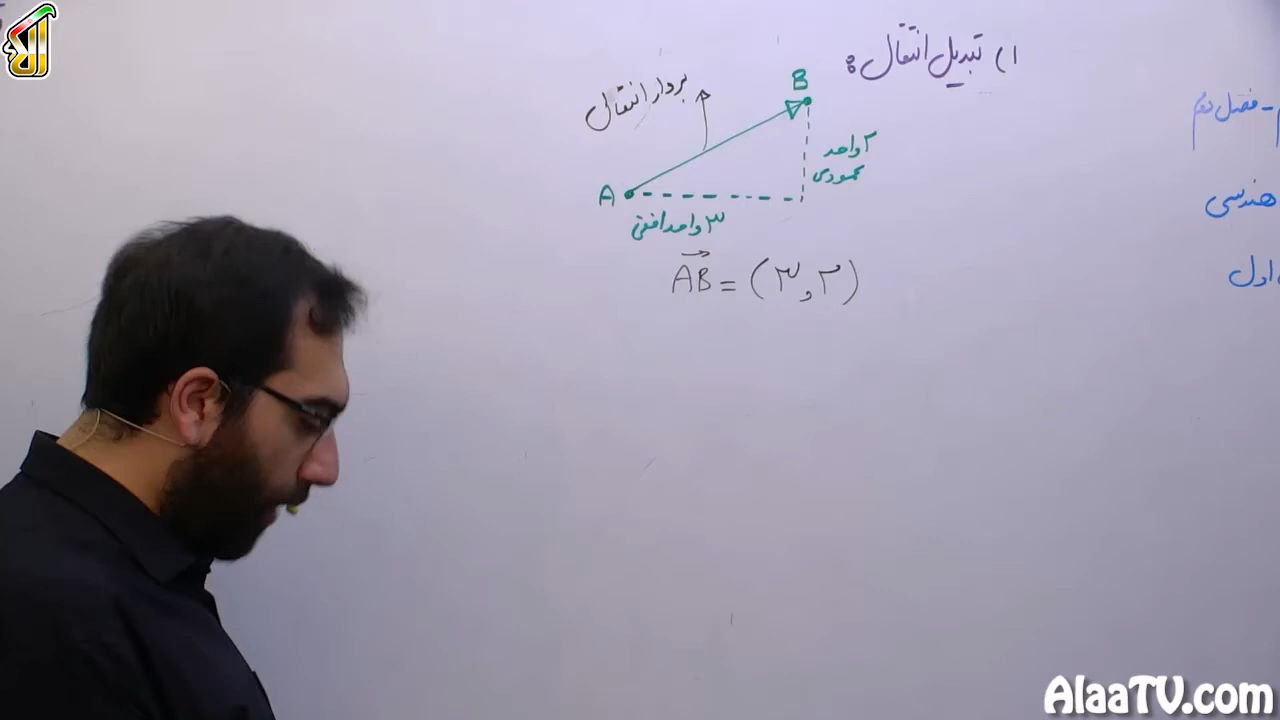 ۱) تبدیل انتقال:
- فصل دوم
هندسی
اول
بردار انتقال
B
A
۲ واحد
عمودی
۳ واحد افقی
AB = (۳,۲)
آلاء
AlaaTV.com